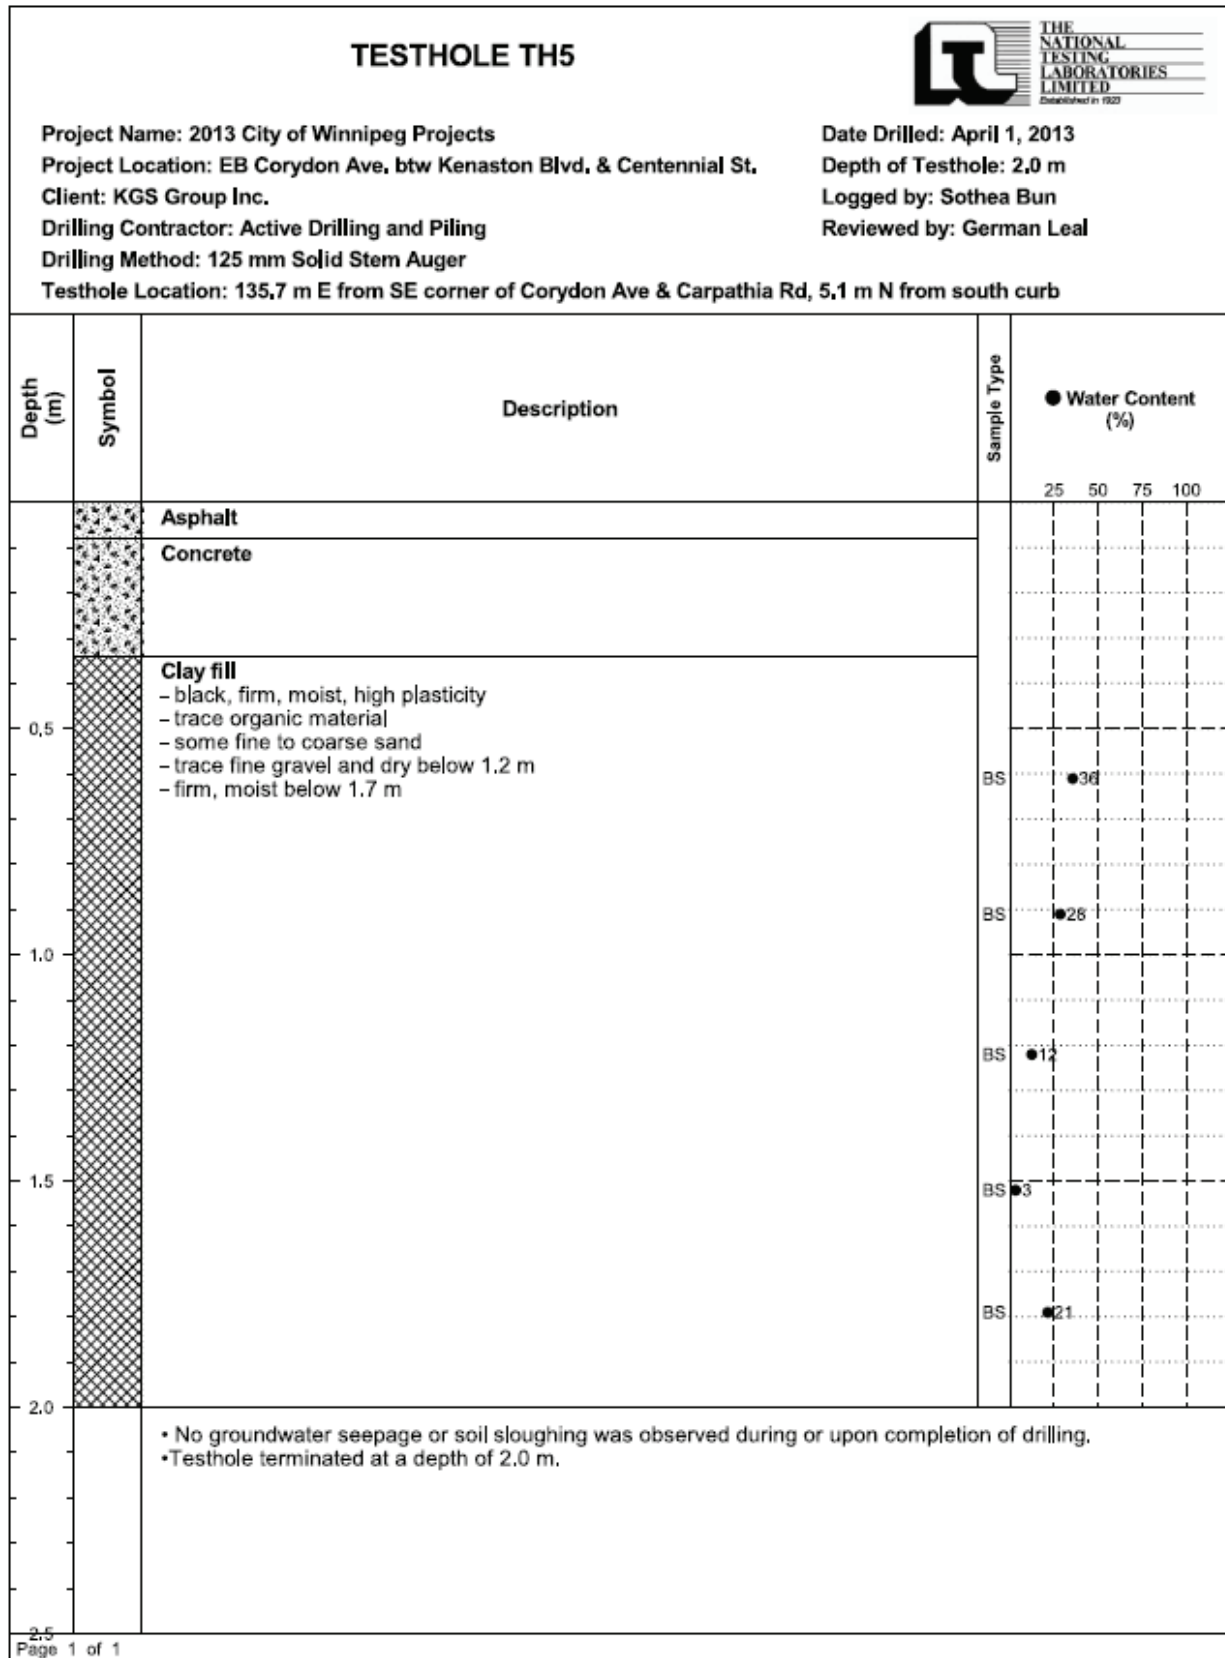 TESTHOLE TH5
THE
NATIONAL
TESTING
LABORATORIES
LIMITED
Established in 1923
Project Name: 2013 City of Winnipeg Projects
Date Drilled: April 1, 2013
Project Location: EB Corydon Ave. btw Kenaston Blvd. & Centennial St.
Depth of Testhole: 2.0 m
Client: KGS Group Inc.
Logged by: Sothea Bun
Drilling Contractor: Active Drilling and Piling
Reviewed by: German Leal
Drilling Method: 125 mm Solid Stem Auger
Testhole Location: 135.7 m E from SE corner of Corydon Ave & Carpathia Rd, 5.1 m N from south curb
Depth
(m)
Symbol
Description
Sample Type
● Water Content
(%)
25 50 75 100
Asphalt
Concrete
Clay fill
– black, firm, moist, high plasticity
– trace organic material
0.5
– some fine to coarse sand
– trace fine gravel and dry below 1.2 m
– firm, moist below 1.7 m
BS 36
BS 28
1.0
BS 12
1.5
BS 3
BS 21
2.0
• No groundwater seepage or soil sloughing was observed during or upon completion of drilling.
•Testhole terminated at a depth of 2.0 m.
2.5
Page 1 of 1